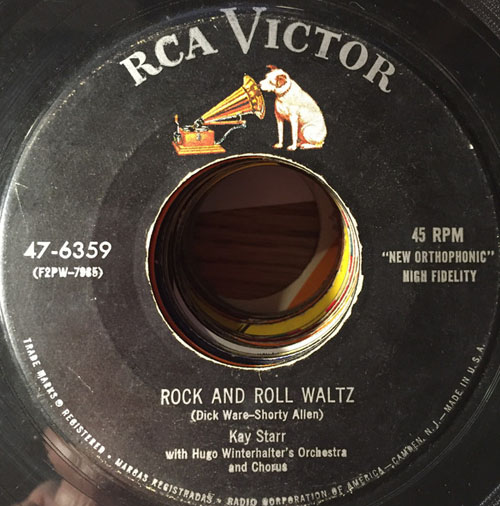 RCA VICTOR
47-6359
(F2PW-7985)
45 RPM
"NEW ORTHOPHONIC"
HIGH FIDELITY
ROCK AND ROLL WALTZ
(Dick Ware-Shorty Allen)
Kay Starr
with Hugo Winterhalter's Orchestra
and Chorus
TRADE MARKS ® REGISTERED - MARCAS REGISTRADAS - RADIO CORPORATION OF AMERICA - CAMDEN, N.J. - MADE IN U.S.A.